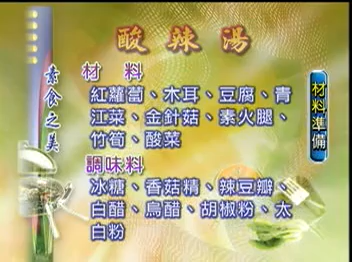 酸辣湯
素食之美
材料
紅蘿蔔、木耳、豆腐、青
江菜、金針菇、素火腿、
竹筍、酸菜
調味料
冰糖、香菇精、辣豆瓣、
白醋、烏醋、胡椒粉、太
白粉
材料準備